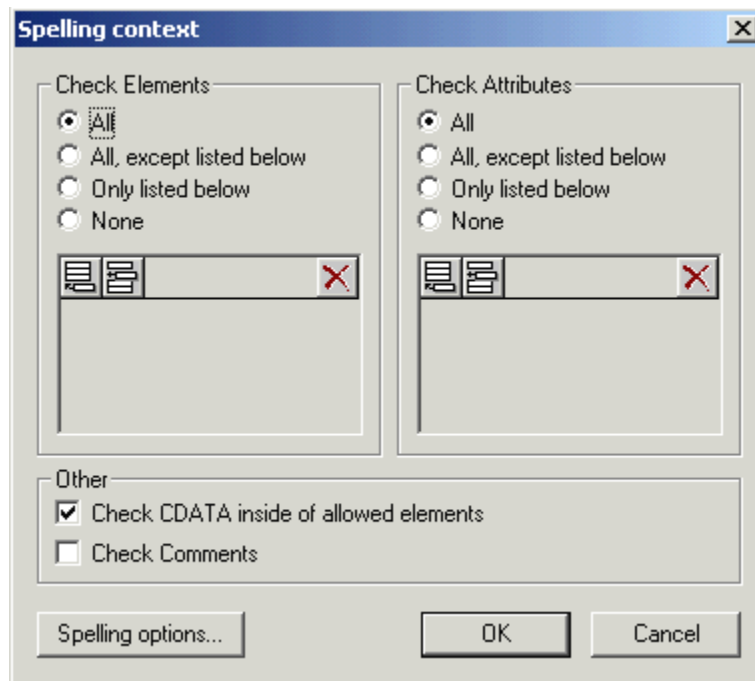 Spelling context
Check Elements
All
All, except listed below
Only listed below
None
Check Attributes
All
All, except listed below
Only listed below
None
Other
Check CDATA inside of allowed elements
Check Comments
Spelling options...
OK
Cancel